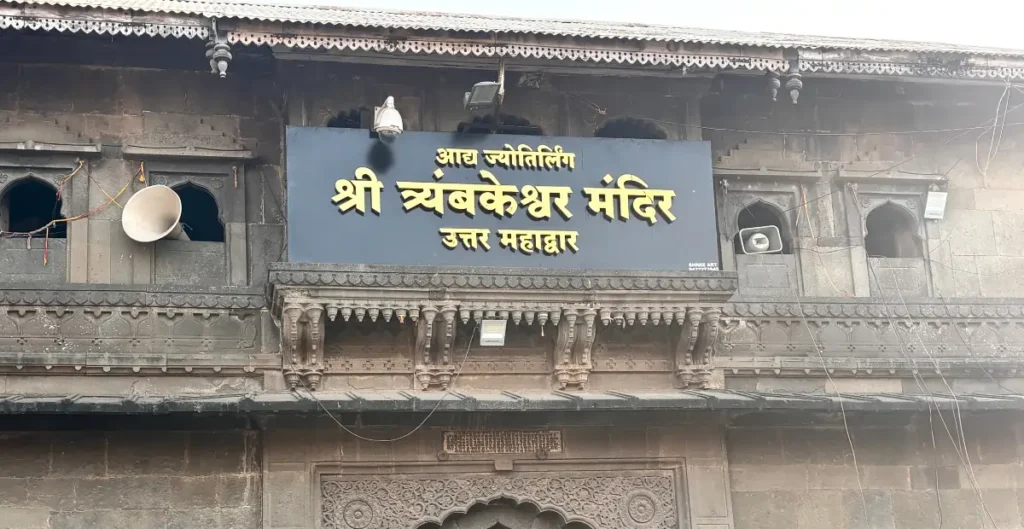 आद्य ज्योतिर्लिंग
श्री त्र्यंबकेश्वर मंदिर
उत्तर महाद्वार